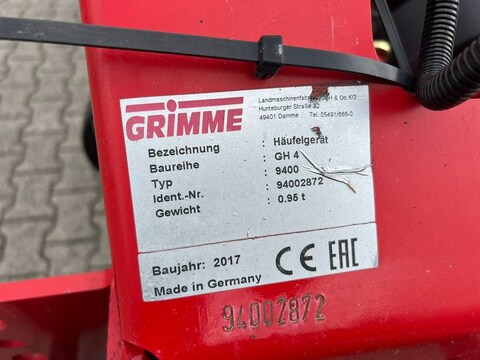 GRIMME
Landmaschinenfabrik GmbH & Co.KG
Hunteburger Straße 32
49401 Damme Tel.:05491/666-0
Bezeichnung : Häufelgerät
Baureihe : GH 4
Typ : 9400
Ident.-Nr. : 94002872
Gewicht : 0.95 t
Baujahr: 2017 CE EAC
Made in Germany
94002872